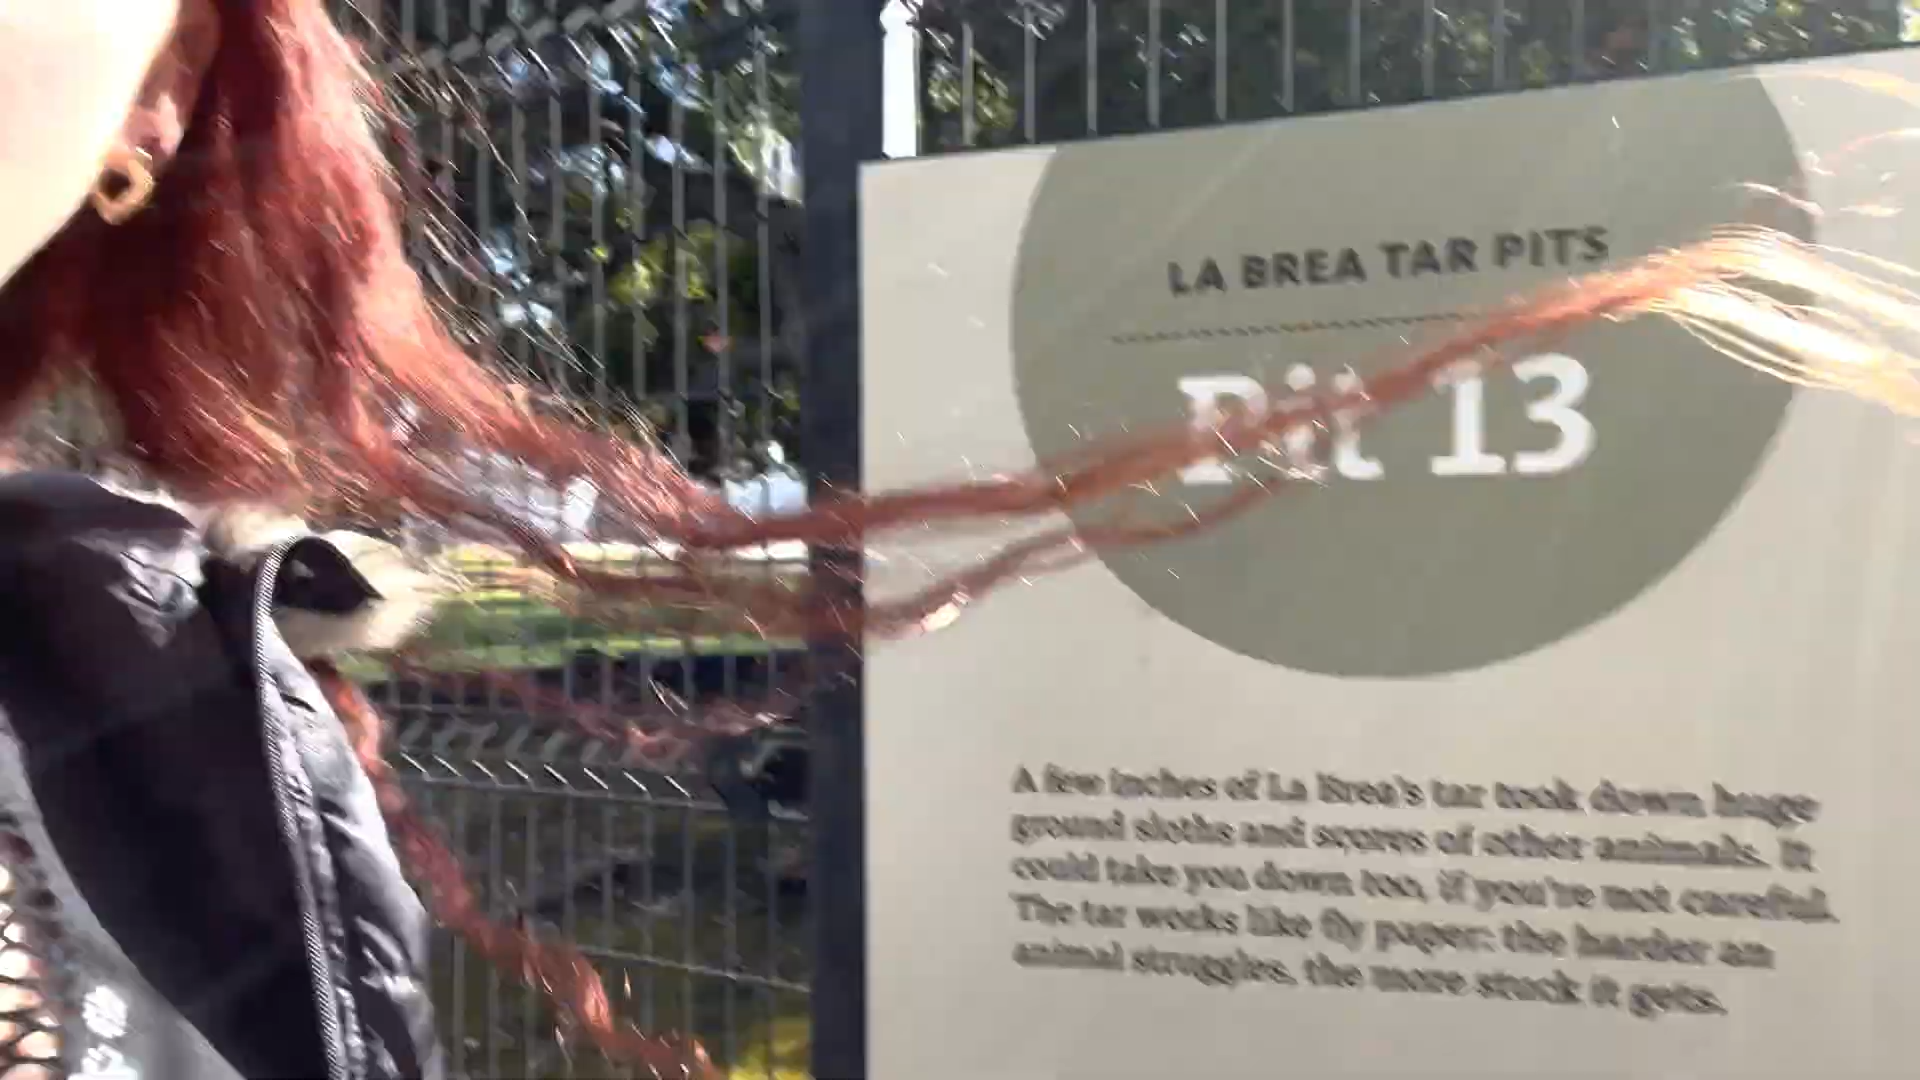 LA BREA TAR PITS
Pit 13
A few inches of La Brea's tar took down huge
ground sloths and scores of other animals. It
could take you down too, if you're not careful.
The tar works like fly paper: the harder an
animal struggles, the more stuck it gets.